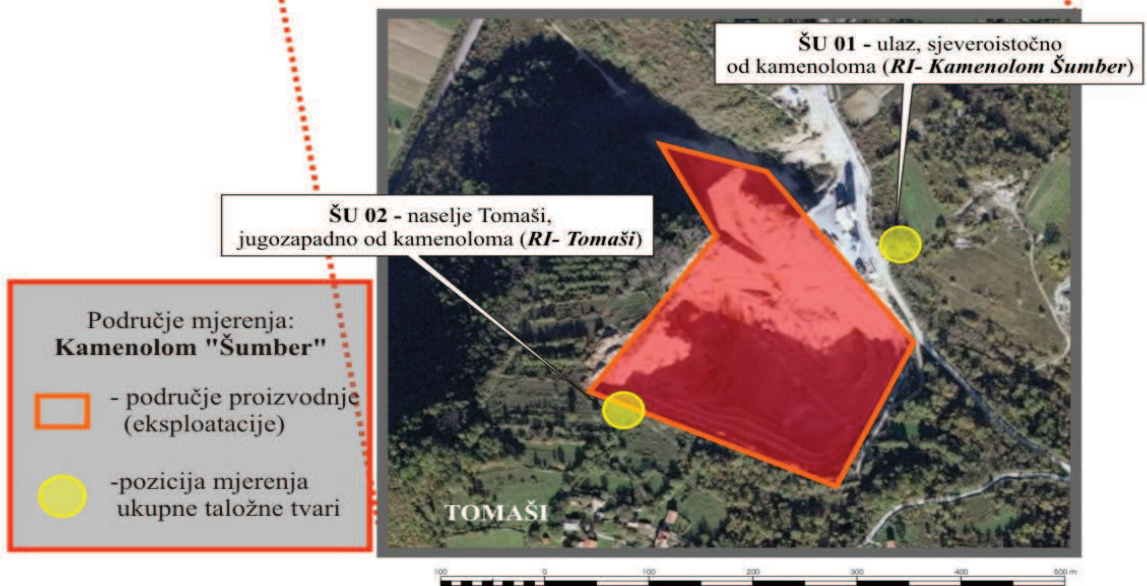 ŠU 01 - ulaz, sjeveroistočno
od kamenoloma (RI- Kamenolom Šumber)
ŠU 02 - naselje Tomaši,
jugozapadno od kamenoloma (RI- Tomaši)
Područje mjerenja:
Kamenolom "Šumber"
- područje proizvodnje
(eksploatacije)
-pozicija mjerenja
ukupne taložne tvari
TOMAŠI
100 0 100 200 300 400 500 m